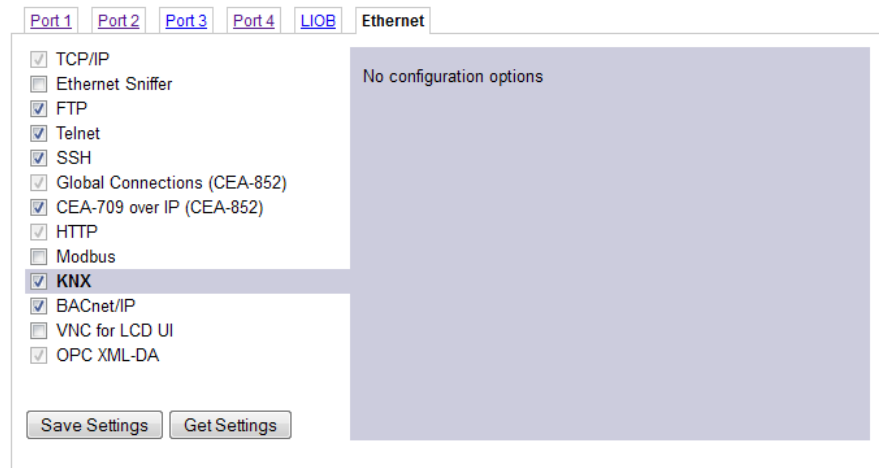 Port 1 Port 2 Port 3 Port 4 LIOB Ethernet
TCP/IP
No configuration options
Ethernet Sniffer
FTP
Telnet
SSH
Global Connections (CEA-852)
CEA-709 over IP (CEA-852)
HTTP
Modbus
KNX
BACnet/IP
VNC for LCD UI
OPC XML-DA
Save Settings Get Settings